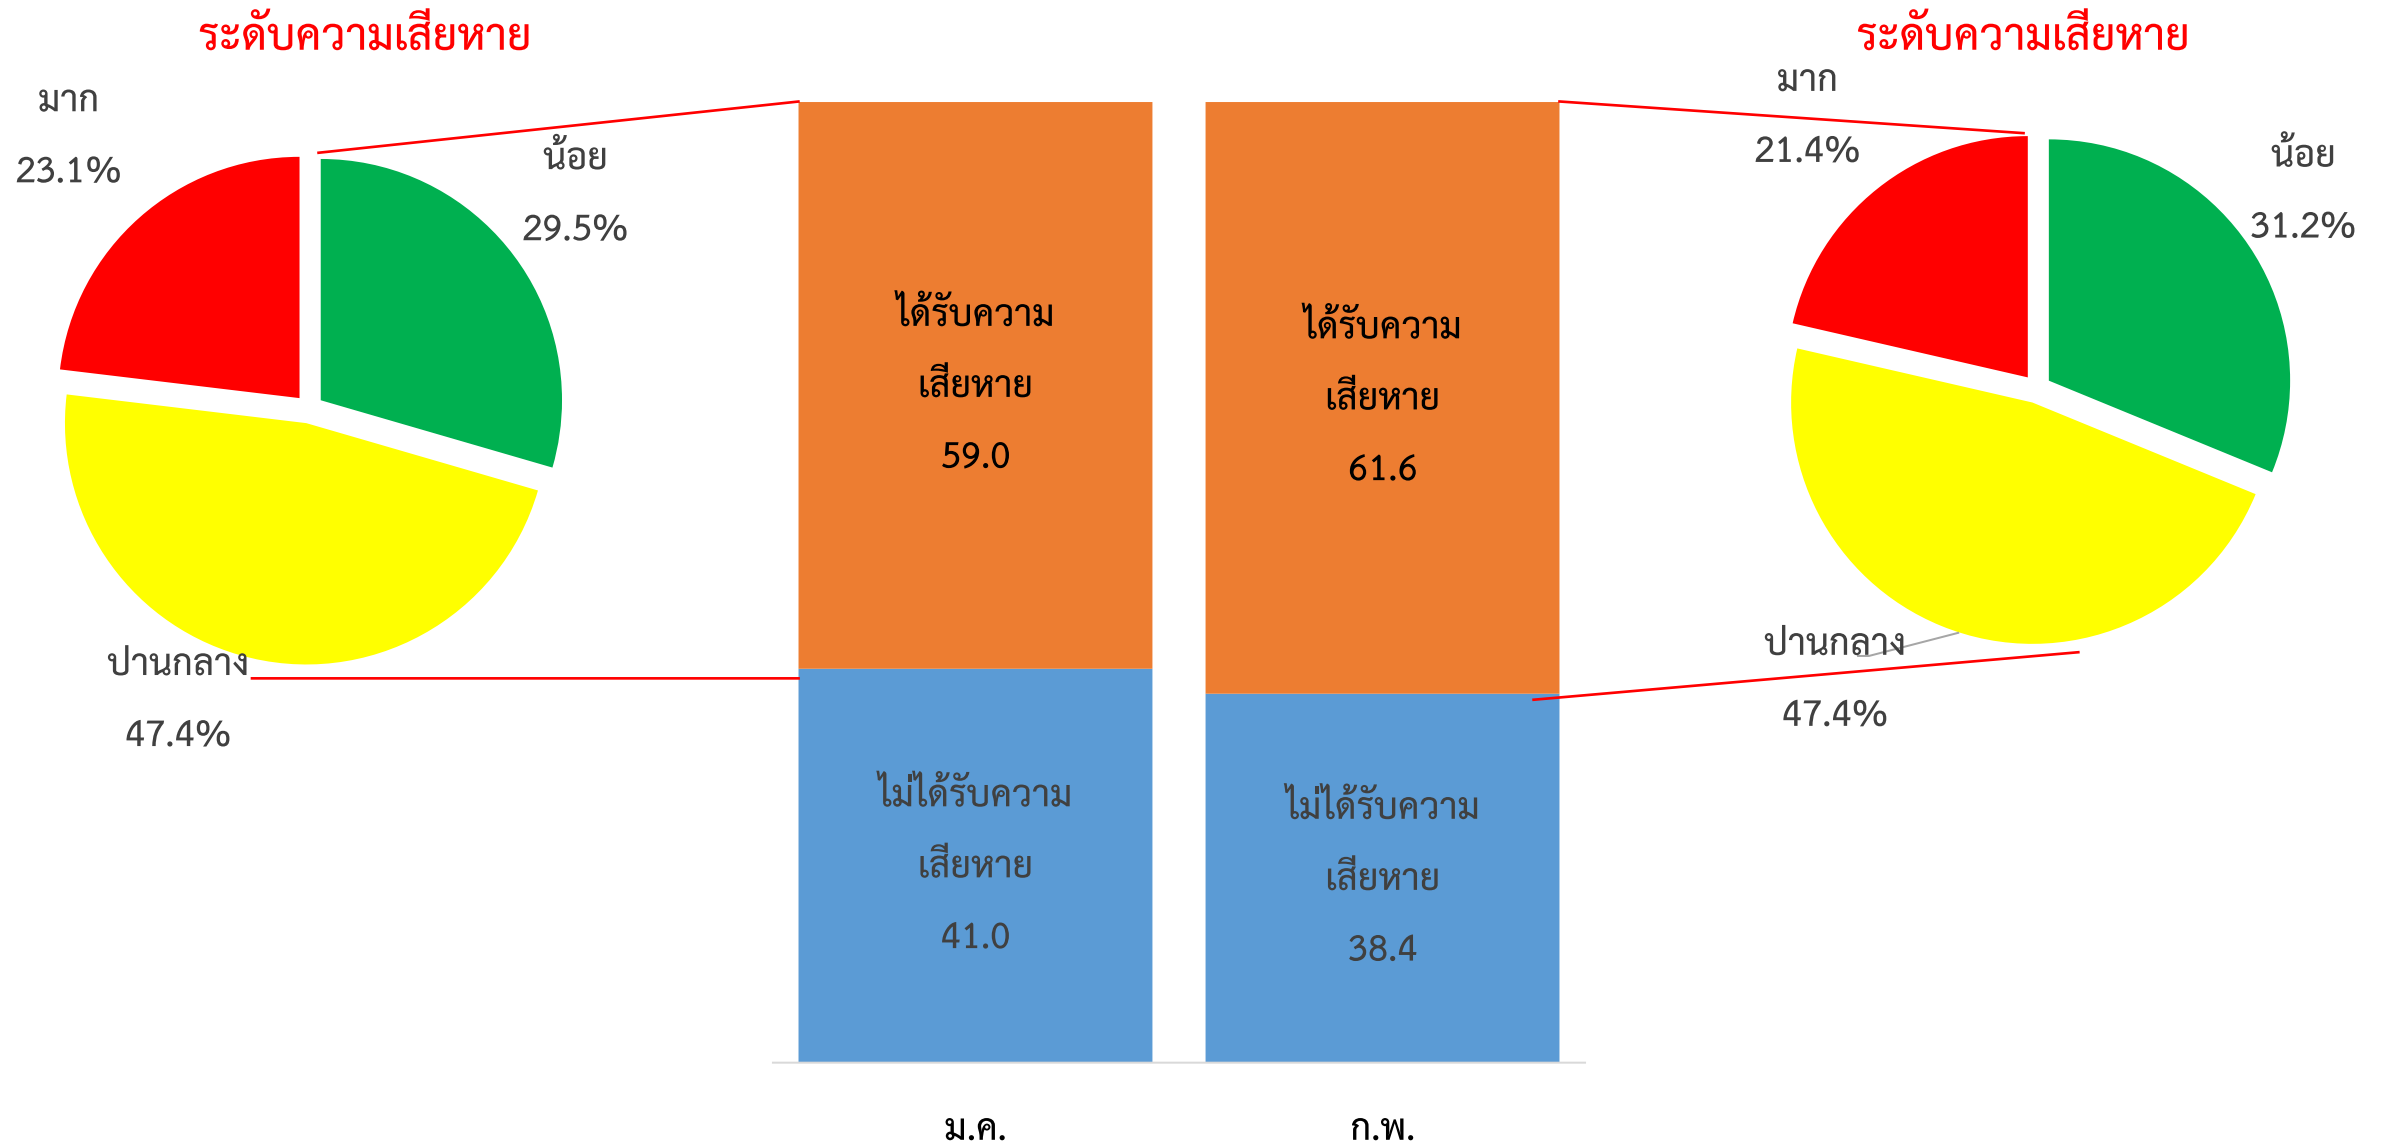 ระดับความเสียหาย
มาก
23.1%
น้อย
29.5%
ปานกลาง
47.4%
ได้รับความ
เสียหาย
59.0
ไม่ได้รับความ
เสียหาย
41.0
ม.ค.
ได้รับความ
เสียหาย
61.6
ไม่ได้รับความ
เสียหาย
38.4
ก.พ.
ระดับความเสียหาย
มาก
21.4%
น้อย
31.2%
ปานกลาง
47.4%